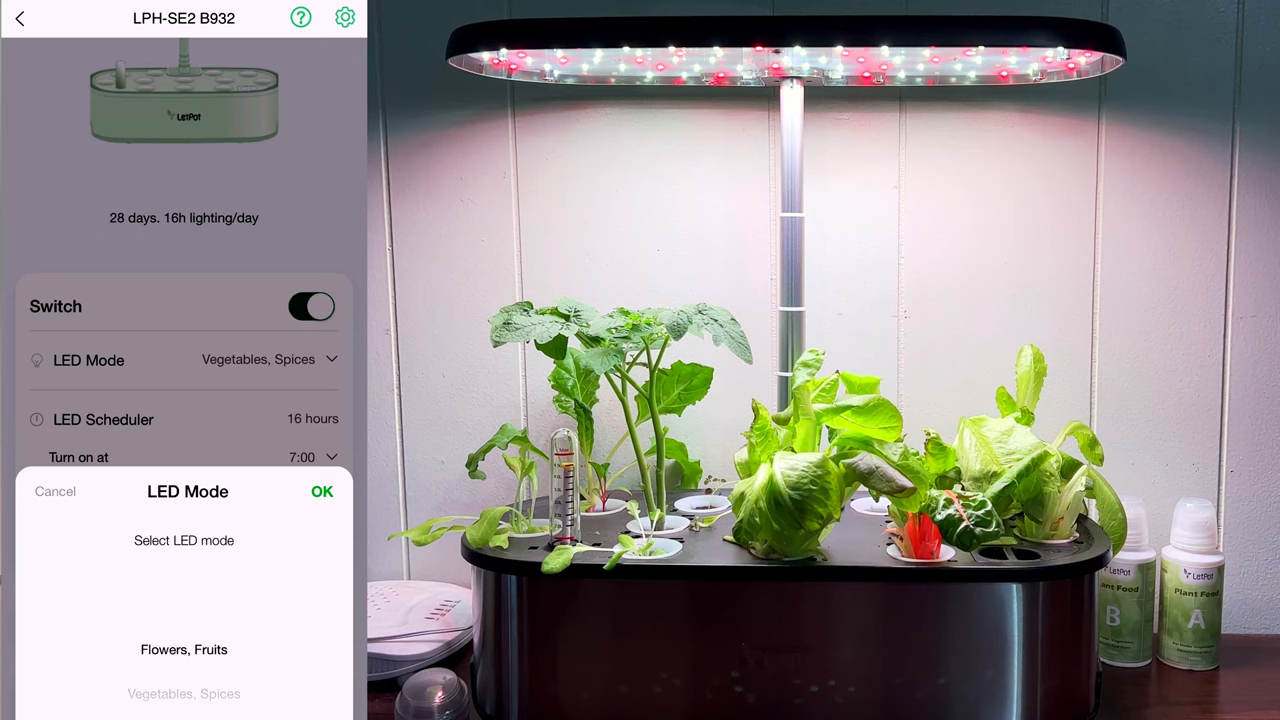 LPH-SE2 B932
LetPot
28 days. 16h lighting/day
Switch
LED Mode
Vegetables, Spices
LED Scheduler
16 hours
Turn on at
7:00
Cancel
LED Mode
OK
Select LED mode
Flowers, Fruits
Vegetables, Spices
Max
LetPot
ant Food
B
LetPot
Plant Food
A